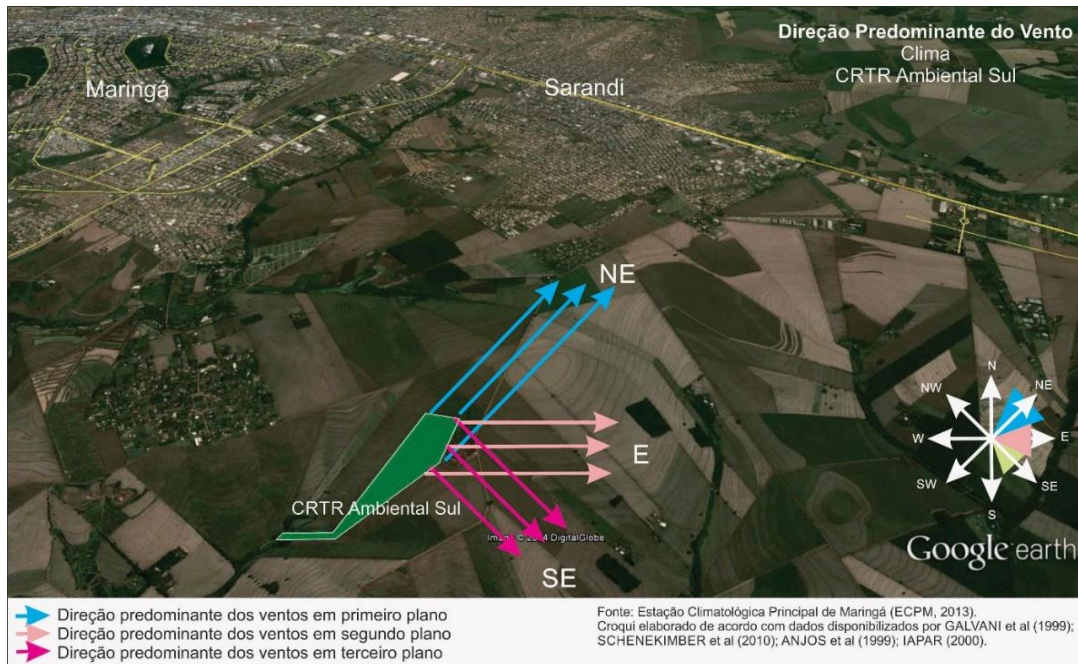 Direção Predominante do Vento
Clima
CRTR Ambiental Sul
Maringá
Sarandi
NE
E
SE
CRTR Ambiental Sul
N
NW
NE
W
E
SW
SE
S
© 2014 DigitalGlobe
Google earth
Direção predominante dos ventos em primeiro plano
Direção predominante dos ventos em segundo plano
Direção predominante dos ventos em terceiro plano
Fonte: Estação Climatológica Principal de Maringá (ECPM, 2013).
Croqui elaborado de acordo com dados disponibilizados por GALVANI et al (1999);
SCHENEKIMBER et al (2010); ANJOS et al (1999); IAPAR (2000).